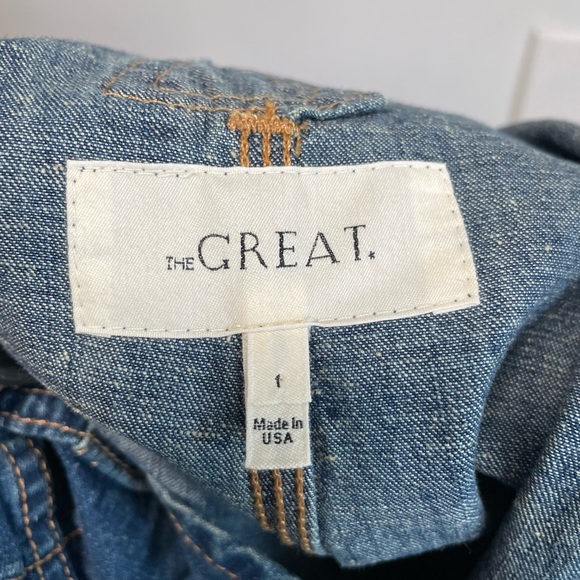 THE GREAT.*
1
Made In
USA